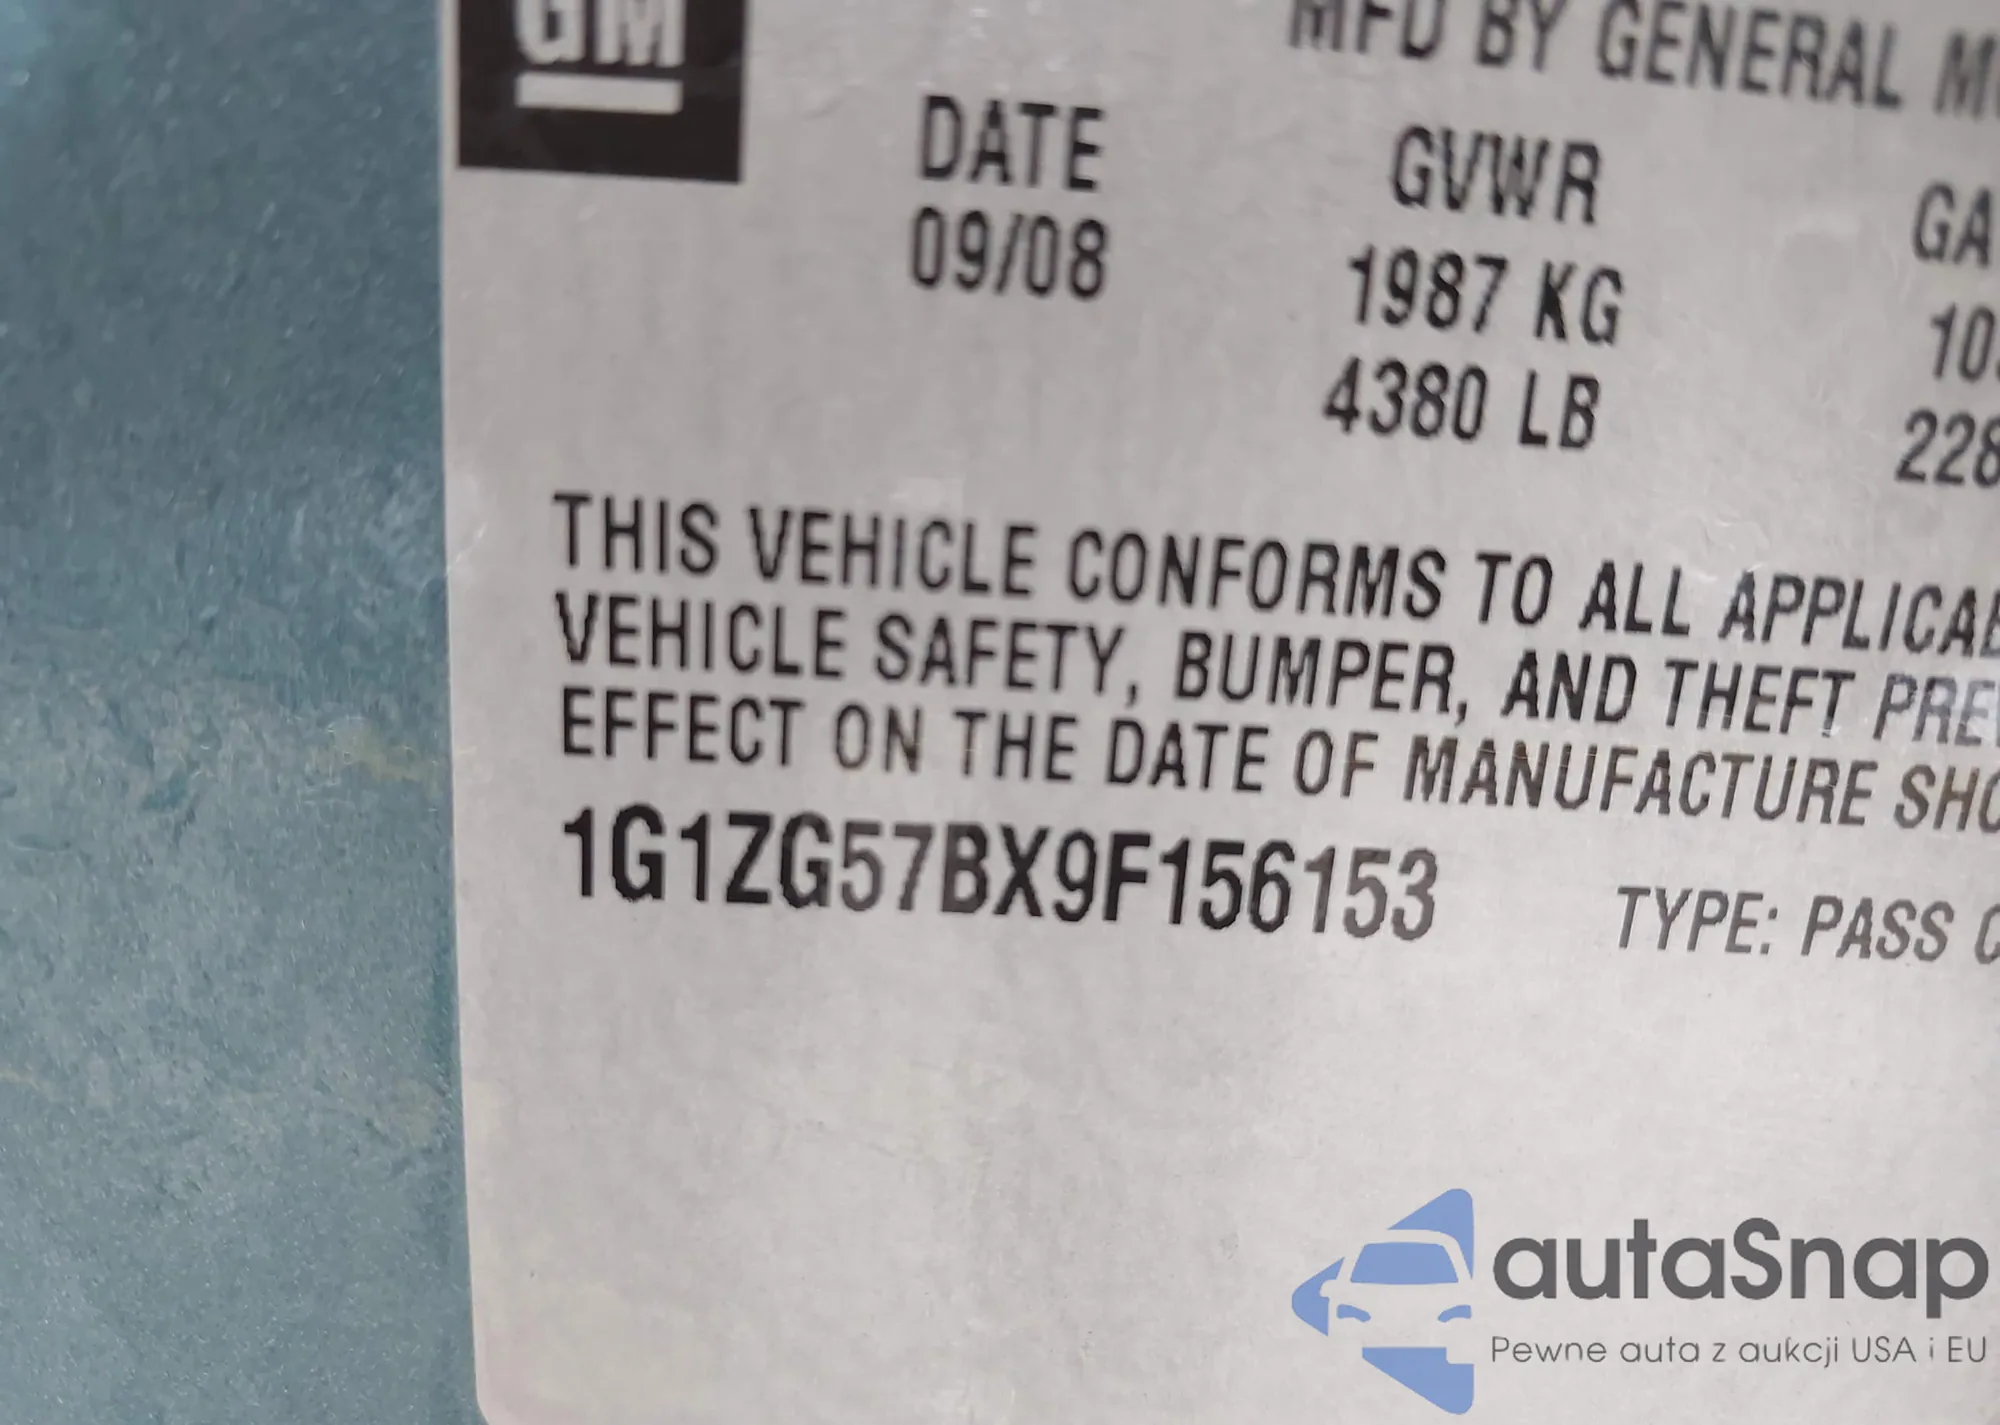 GM
MFD BY GENERAL
DATE
GVWR
09/08
1987 KG
4380 LB
228
THIS VEHICLE CONFORMS TO ALL
VEHICLE SAFETY, BUMPER, AND THEFT
EFFECT ON THE DATE OF MANUFACTURE
1G1ZG57BX9F156153
TYPE: PASS
autaSnap
Pewne auta z aukcji USA i EU